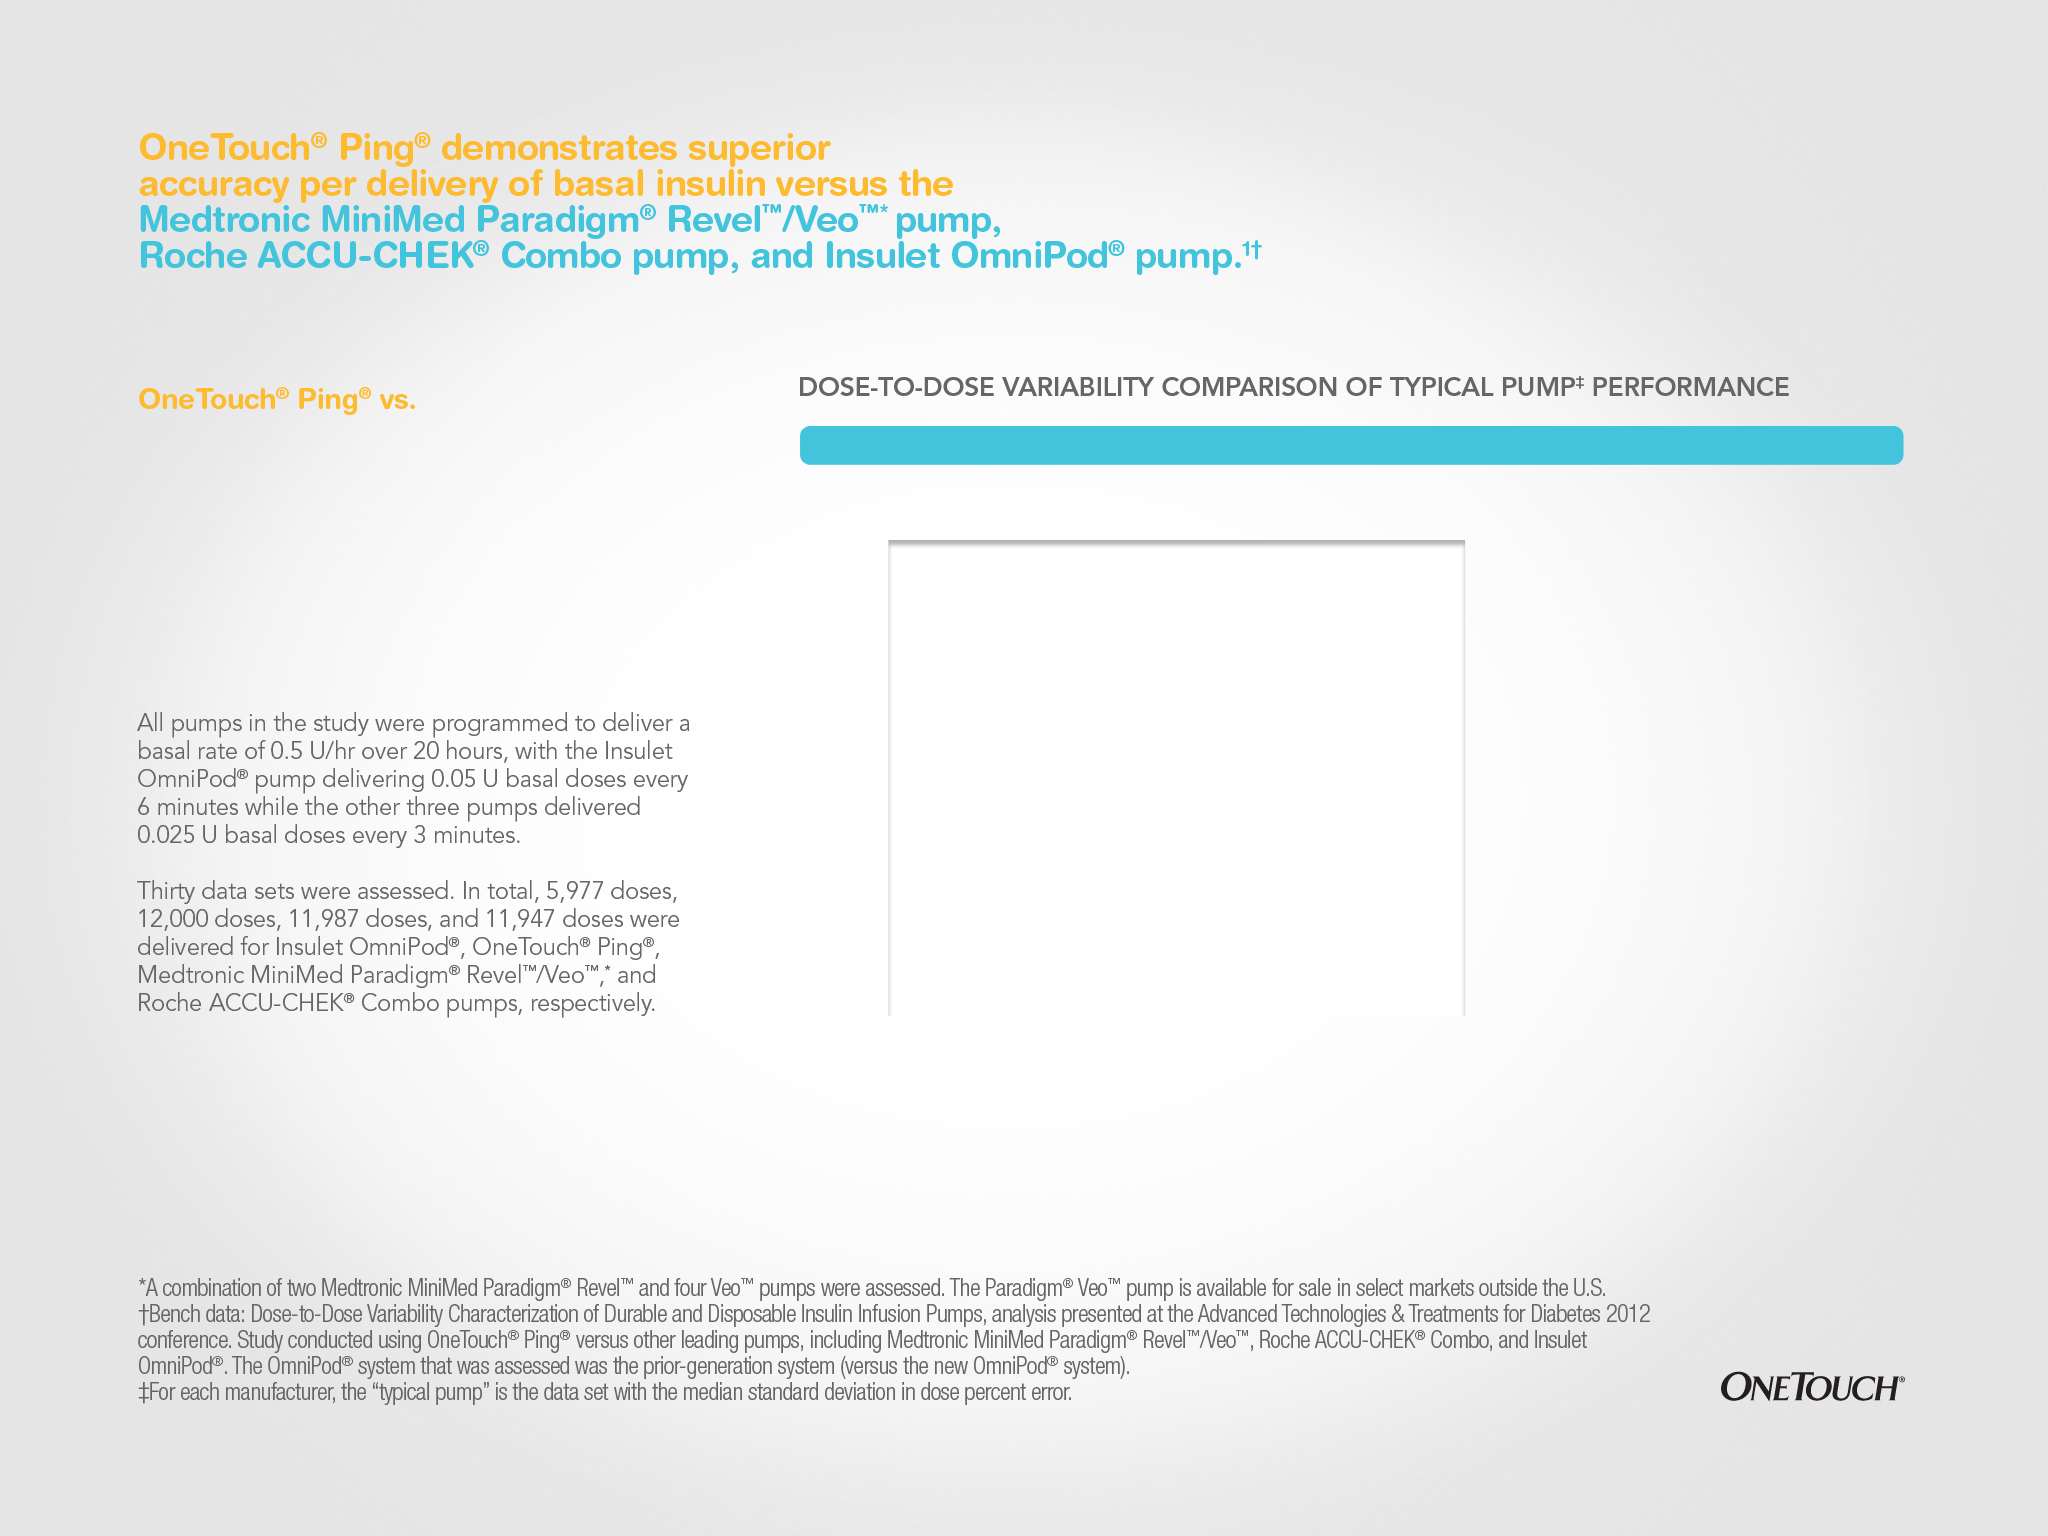 OneTouch® Ping® demonstrates superior
accuracy per delivery of basal insulin versus the
Medtronic MiniMed Paradigm® Revel™/Veo™* pump,
Roche ACCU-CHEK® Combo pump, and Insulet OmniPod® pump.¹†
OneTouch® Ping® vs.
DOSE-TO-DOSE VARIABILITY COMPARISON OF TYPICAL PUMP‡ PERFORMANCE
All pumps in the study were programmed to deliver a
basal rate of 0.5 U/hr over 20 hours, with the Insulet
OmniPod® pump delivering 0.05 U basal doses every
6 minutes while the other three pumps delivered
0.025 U basal doses every 3 minutes.
Thirty data sets were assessed. In total, 5,977 doses,
12,000 doses, 11,987 doses, and 11,947 doses were
delivered for Insulet OmniPod®, OneTouch® Ping®,
Medtronic MiniMed Paradigm® Revel™/Veo™,* and
Roche ACCU-CHEK® Combo pumps, respectively.
*A combination of two Medtronic MiniMed Paradigm® Revel™ and four Veo™ pumps were assessed. The Paradigm® Veo™ pump is available for sale in select markets outside the U.S.
†Bench data: Dose-to-Dose Variability Characterization of Durable and Disposable Insulin Infusion Pumps, analysis presented at the Advanced Technologies & Treatments for Diabetes 2012
conference. Study conducted using OneTouch® Ping® versus other leading pumps, including Medtronic MiniMed Paradigm® Revel™/Veo™, Roche ACCU-CHEK® Combo, and Insulet
OmniPod®. The OmniPod® system that was assessed was the prior-generation system (versus the new OmniPod® system).
‡For each manufacturer, the “typical pump” is the data set with the median standard deviation in dose percent error.
ONETOUCH®